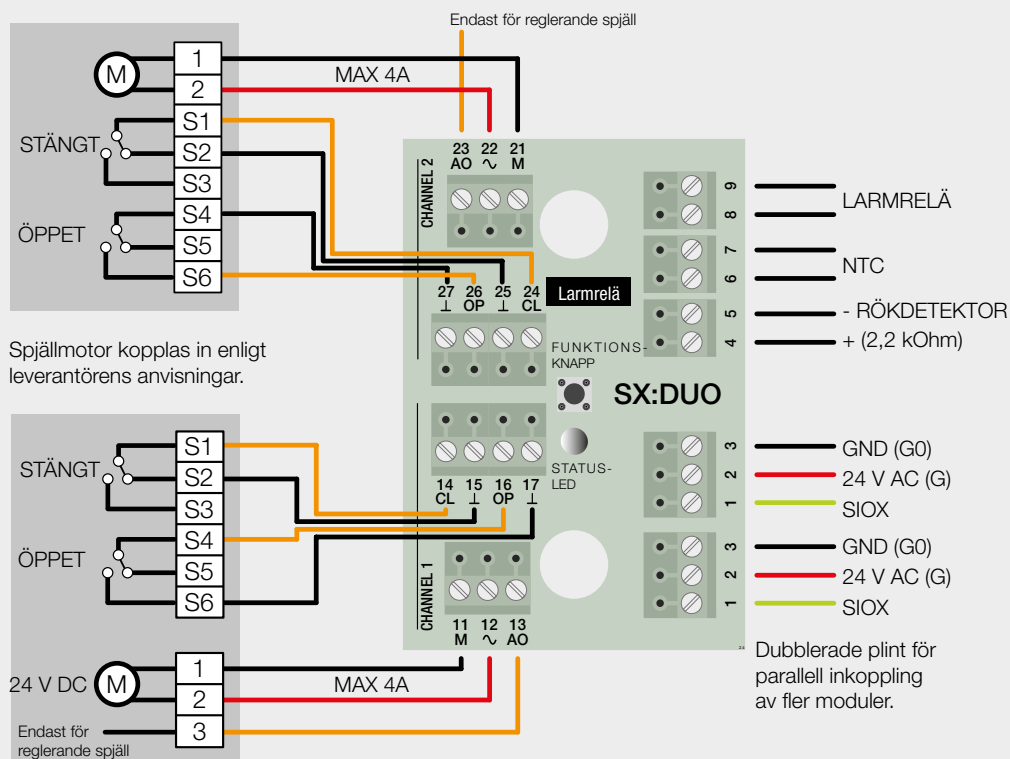 Endast för reglerande spjäll
M
1
2
S1
S2
S3
S4
S5
S6
MAX 4A
STÄNGT
ÖPPET
Spjällmotor kopplas in enligt
leverantörens anvisningar.
23 22 21
AO ∿ M
CHANNEL 2
27 26 25 24
⊥ OP ⊥ CL
Larmrelä
FUNKTIONS-
KNAPP
SX:DUO
STATUS-
LED
14 15 16 17
CL ⊥ OP ⊥
CHANNEL 1
11 12 13
M ∿ AO
9
8
LARMRELÄ
7
6
NTC
5
- RÖKDETEKTOR
4
+ (2,2 kOhm)
3
GND (G0)
2
24 V AC (G)
1
SIOX
3
GND (G0)
2
24 V AC (G)
1
SIOX
Dubblerade plint för
parallell inkoppling
av fler moduler.
STÄNGT
ÖPPET
S1
S2
S3
S4
S5
S6
24 V DC
M
1
2
3
MAX 4A
Endast för
reglerande spjäll